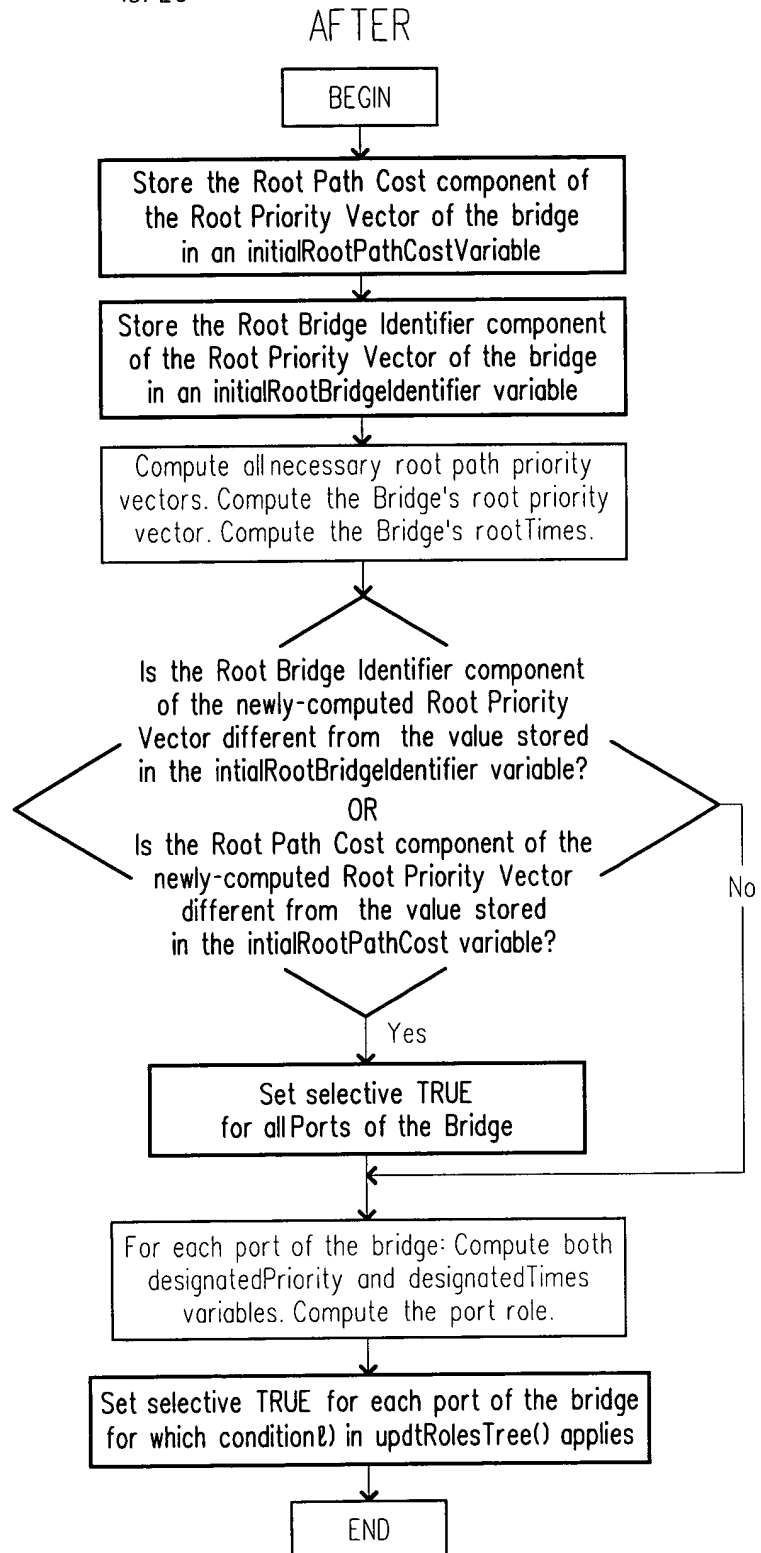 AFTER
BEGIN
Store the Root Path Cost component of
the Root Priority Vector of the bridge
in an initialRootPathCostVariable
Store the Root Bridge Identifier component
of the Root Priority Vector of the bridge
in an initialRootBridgeIdentifier variable
Compute all necessary root path priority
vectors. Compute the Bridge's root priority
vector. Compute the Bridge's rootTimes.
Is the Root Bridge Identifier component
of the newly-computed Root Priority
Vector different from the value stored
in the intialRootBridgeIdentifier variable?
OR
Is the Root Path Cost component of the
newly-computed Root Priority Vector
different from the value stored
in the intialRootPathCost variable?
No
Yes
Set selective TRUE
for all Ports of the Bridge
For each port of the bridge: Compute both
designatedPriority and designatedTimes
variables. Compute the port role.
Set selective TRUE for each port of the bridge
for which condition ℓ) in updtRolesTree() applies
END